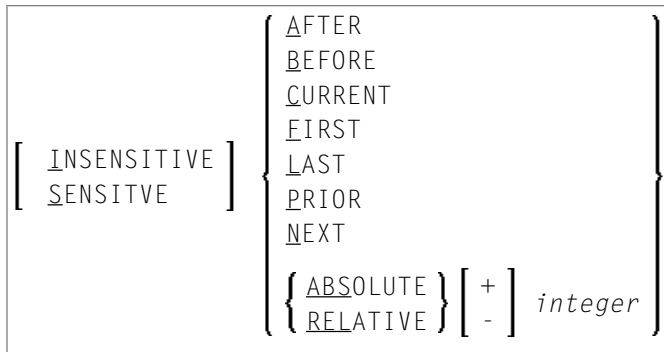 AFTER
BEFORE
CURRENT
FIRST
INSENSITIVE
LAST
SENSITVE
PRIOR
NEXT
ABSOLUTE +
RELATIVE - integer